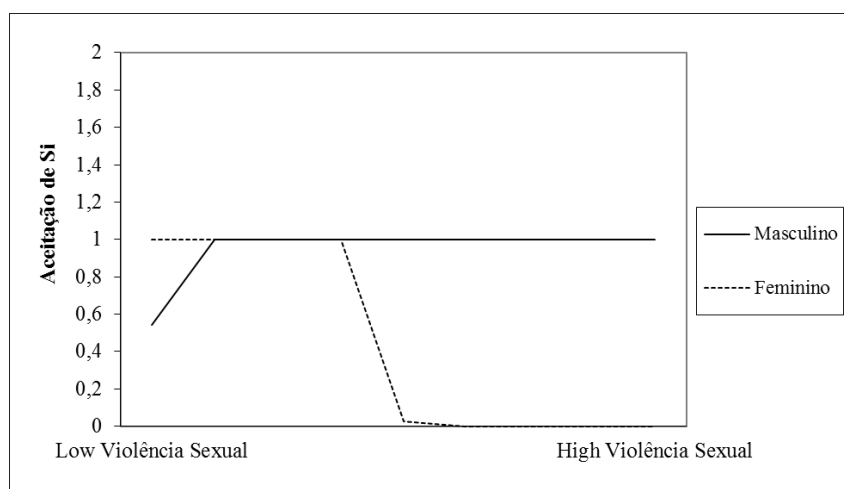 2
1,8
1,6
1,4
1,2
1
0,8
0,6
0,4
0,2
0
Aceitação de Si
Low Violência Sexual
High Violência Sexual
Masculino
Feminino